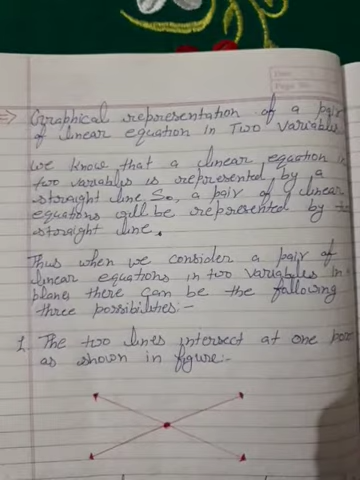 Date
Page No.
⇒ Graphical representation of a pair
of linear equation in Two Variables
We know that a linear equation in
two variables is represented by a
straight line. So, a pair of linear
equations will be represented by
straight line.
Thus when we consider a pair of
linear equations in two variables in
plane, there can be the following
three possibilities:-
1. The two lines intersect at one
as shown in figure:-